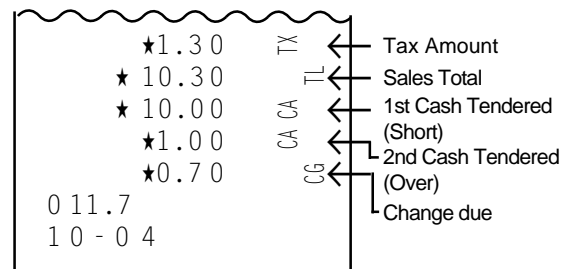 ★1.30 TX Tax Amount
★ 10.30 TL Sales Total
★ 10.00 CA 1st Cash Tendered
(Short)
★1.00 CA 2nd Cash Tendered
(Over)
★0.70 CG Change due
011.7
10-04